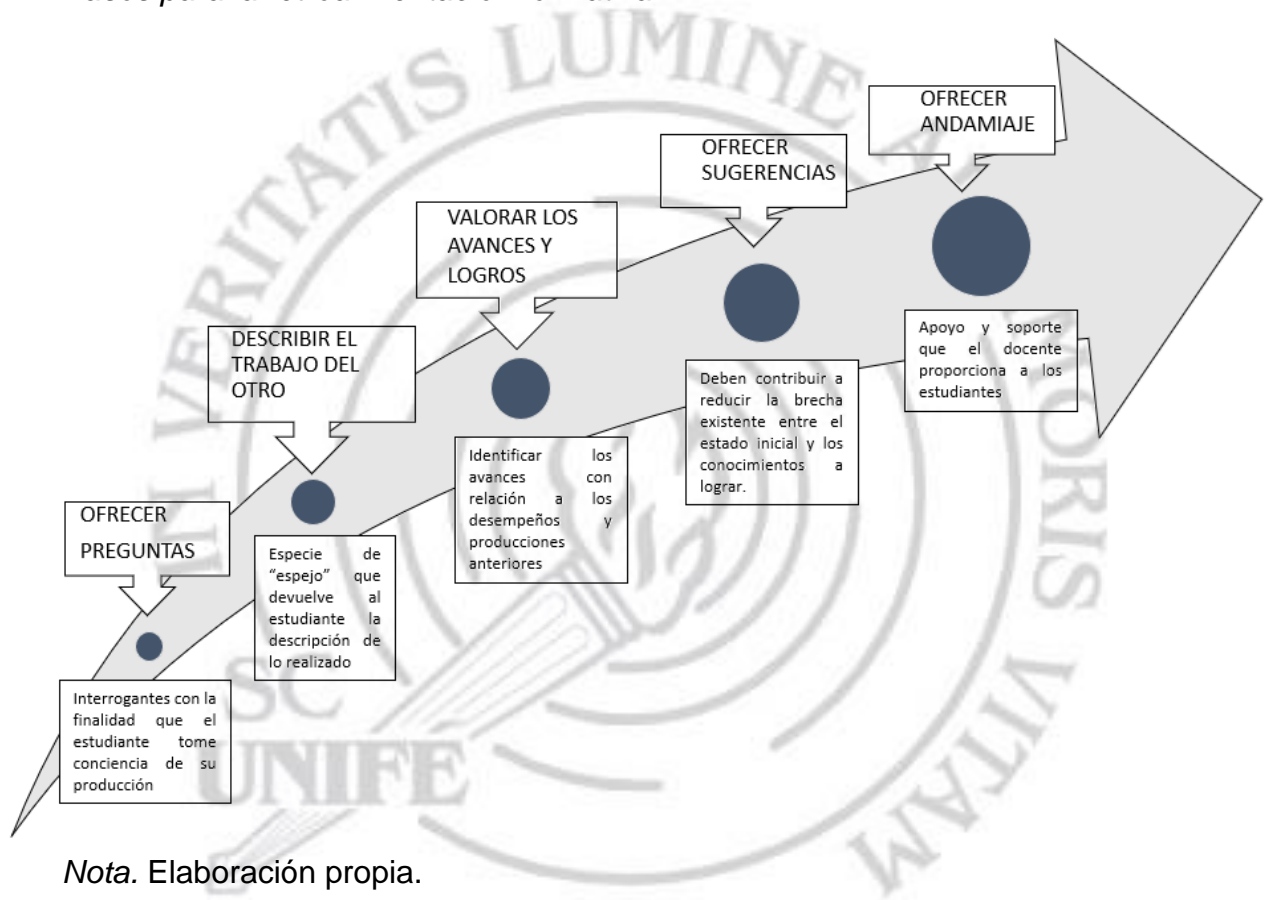 para la
OFRECER
ANDAMIAJE
OFRECER
SUGERENCIAS
VALORAR LOS
AVANCES Y
LOGROS
DESCRIBIR EL
TRABAJO DEL
OTRO
OFRECER
PREGUNTAS
Interrogantes con la
finalidad que el
estudiante tome
conciencia de su
producción
Especie de
“espejo” que
devuelve al
estudiante la
descripción de
lo realizado
Identificar los
avances con
relación a los
desempeños y
producciones
anteriores
Deben contribuir a
reducir la brecha
existente entre el
estado inicial y los
conocimientos a
lograr.
Apoyo y soporte
que el docente
proporciona a los
estudiantes
VERITATIS LUMINE A MORIS VITAM
SC
UNIFE
Nota. Elaboración propia.